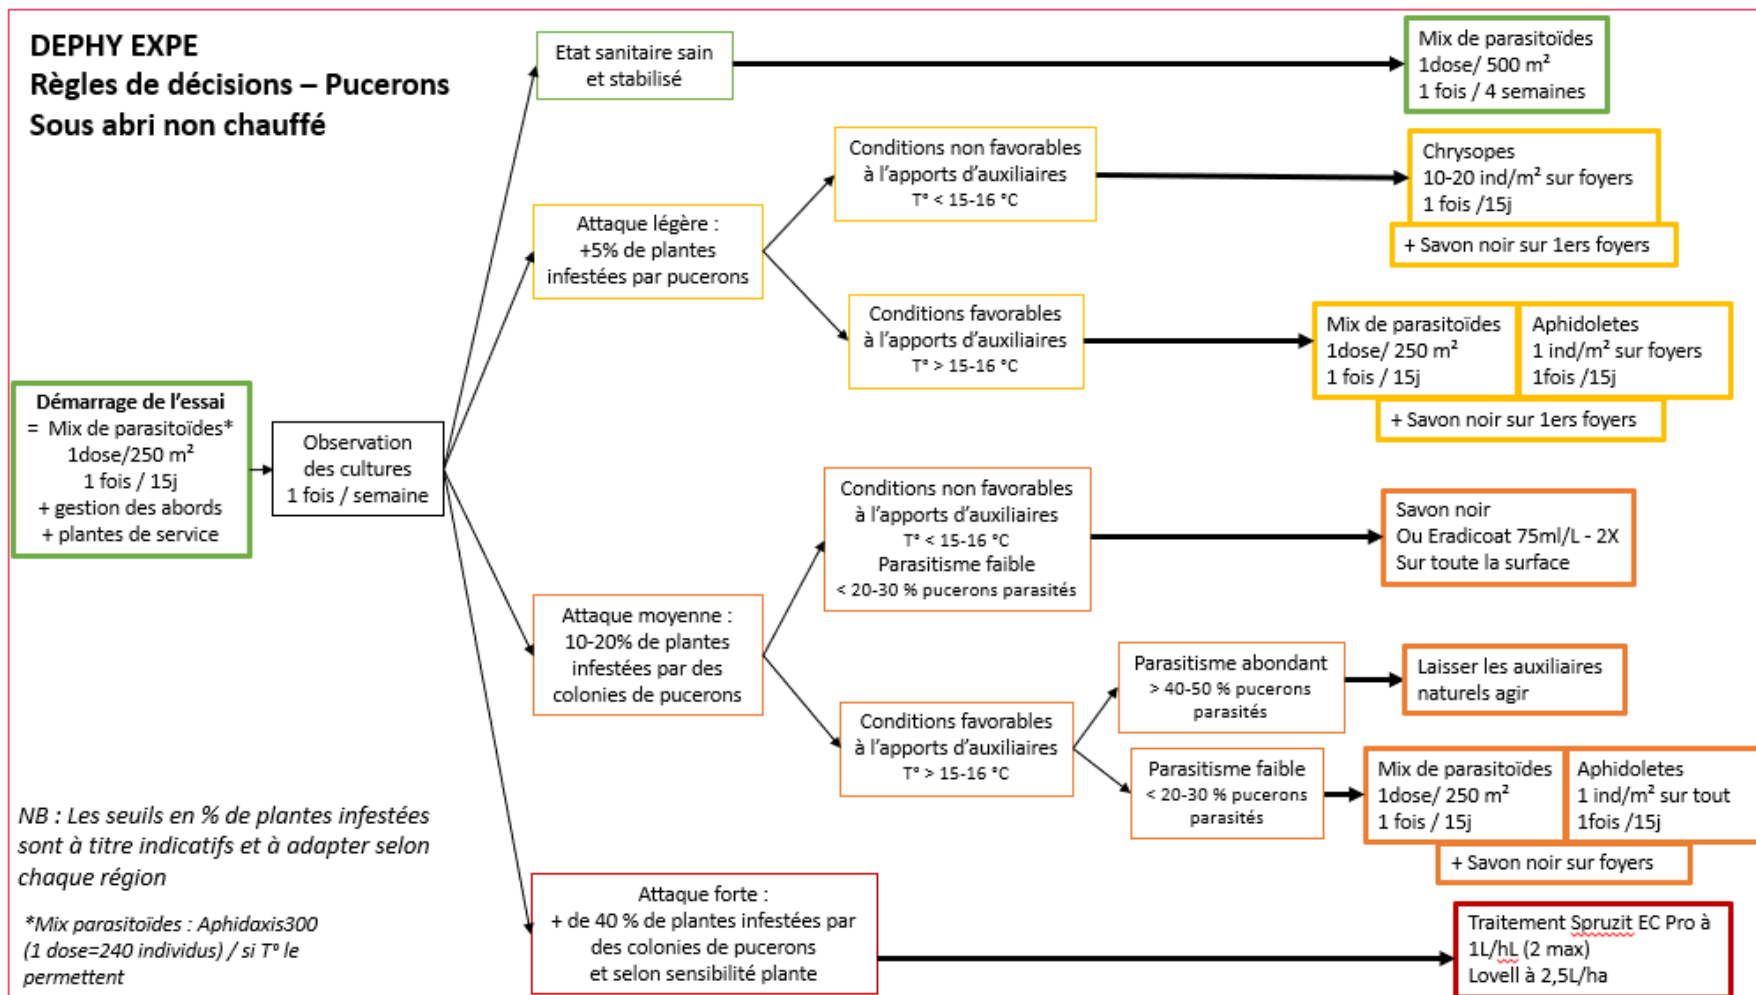 DEPHY EXPE
Règles de décisions – Pucerons
Sous abri non chauffé
Démarrage de l'essai
= Mix de parasitoïdes*
1dose/250 m²
1 fois / 15j
+ gestion des abords
+ plantes de service
Observation
des cultures
1 fois / semaine
Etat sanitaire sain
et stabilisé
Mix de parasitoïdes
1dose/ 500 m²
1 fois / 4 semaines
Attaque légère :
+5% de plantes
infestées par pucerons
Conditions non favorables
à l'apports d'auxiliaires
T° < 15-16 °C
Chrysopes
10-20 ind/m² sur foyers
1 fois /15j
+ Savon noir sur 1ers foyers
Conditions favorables
à l'apports d'auxiliaires
T° > 15-16 °C
Mix de parasitoïdes
1dose/ 250 m²
1 fois / 15j
Aphidoletes
1 ind/m² sur foyers
1fois /15j
+ Savon noir sur 1ers foyers
Attaque moyenne :
10-20% de plantes
infestées par des
colonies de pucerons
Conditions non favorables
à l'apports d'auxiliaires
T° < 15-16 °C
Parasitisme faible
< 20-30 % pucerons parasités
Savon noir
Ou Eradicoat 75ml/L - 2X
Sur toute la surface
Conditions favorables
à l'apports d'auxiliaires
T° > 15-16 °C
Parasitisme abondant
> 40-50 % pucerons
parasités
Laisser les auxiliaires
naturels agir
Parasitisme faible
< 20-30 % pucerons
parasités
Mix de parasitoïdes
1dose/ 250 m²
1 fois / 15j
Aphidoletes
1 ind/m² sur tout
1fois /15j
+ Savon noir sur foyers
Attaque forte :
+ de 40 % de plantes infestées par
des colonies de pucerons
et selon sensibilité plante
Traitement Spruzit EC Pro à
1L/hL (2 max)
Lovell à 2,5L/ha
NB : Les seuils en % de plantes infestées
sont à titre indicatifs et à adapter selon
chaque région
*Mix parasitoïdes : Aphidaxis300
(1 dose=240 individus) / si T° le
permettent